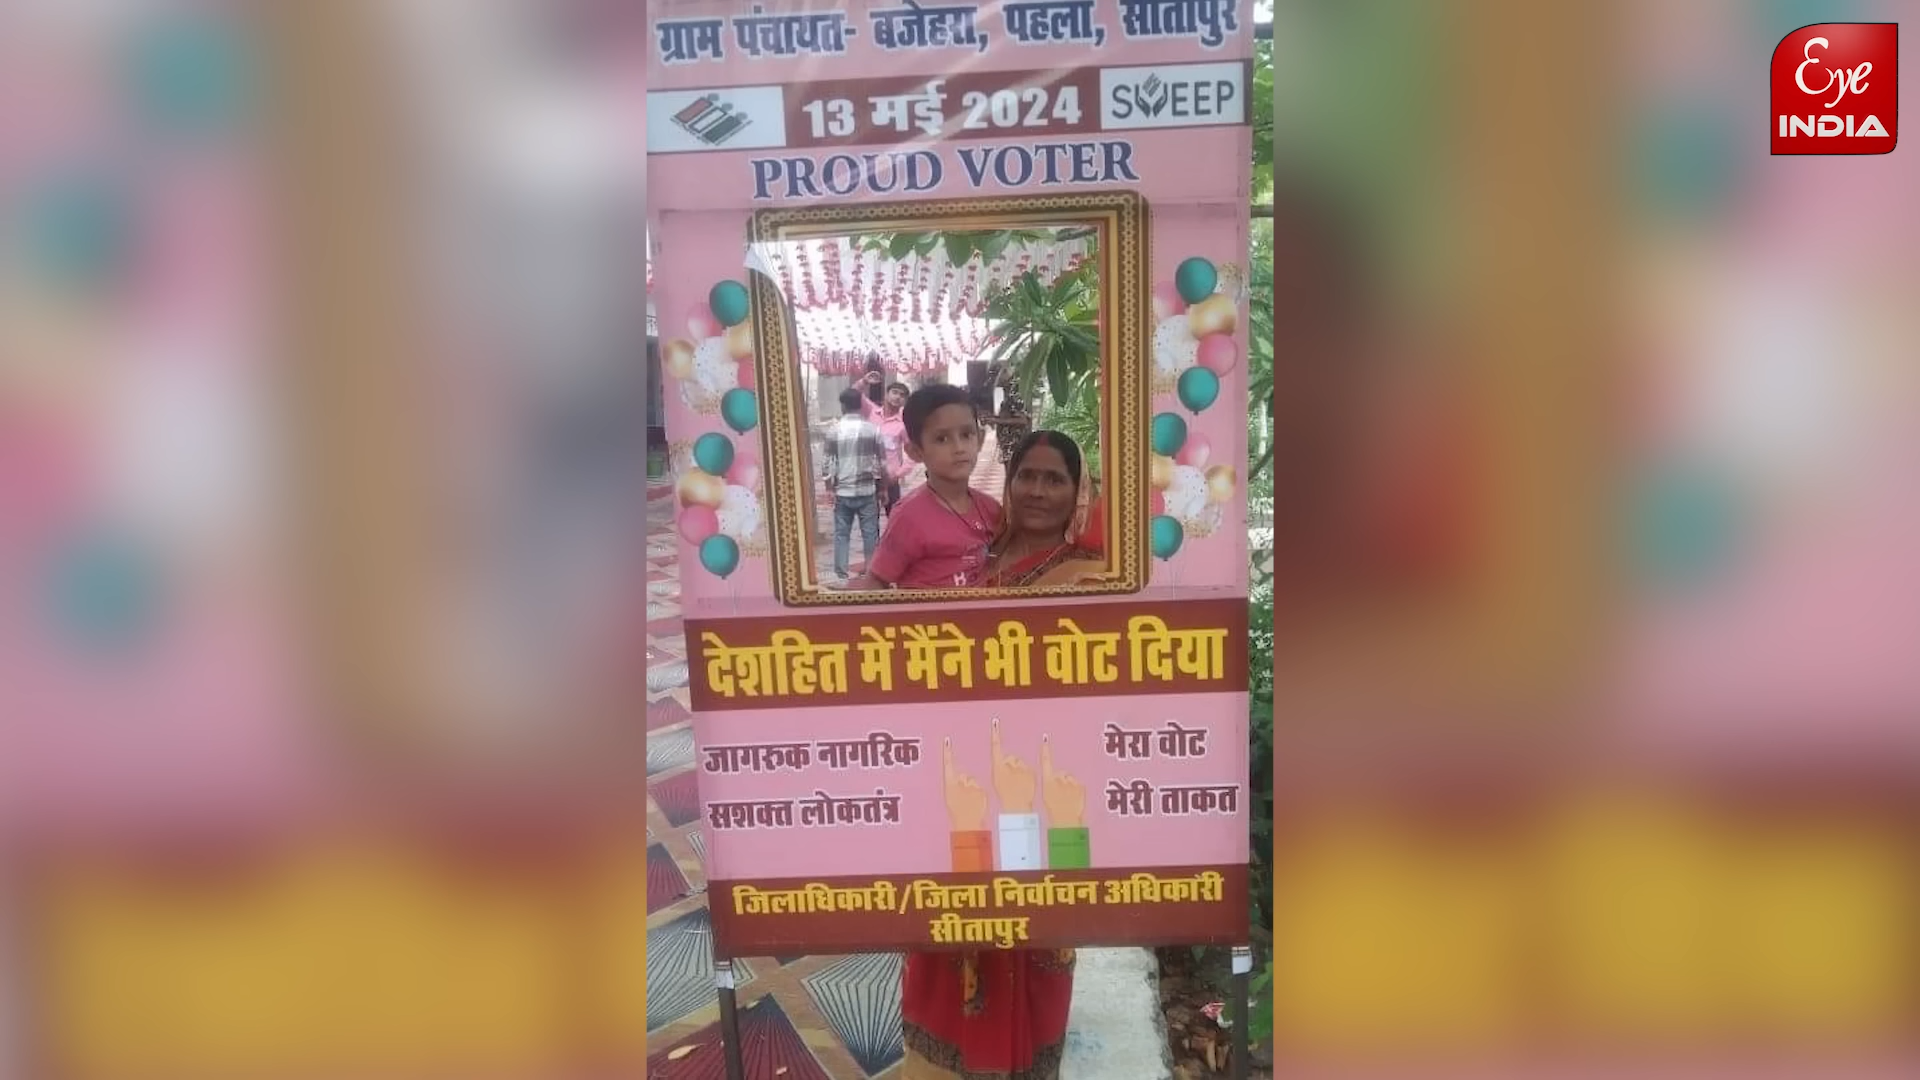 ग्राम पंचायत- बजेहरा, पहला, सीतापुर
13 मई 2024
SWEEP
PROUD VOTER
देशहित में मैंने भी वोट दिया
जागरूक नागरिक
सशक्त लोकतंत्र
मेरा वोट
मेरी ताकत
जिलाधिकारी/जिला निर्वाचन अधिकारी
सीतापुर
Eye
INDIA